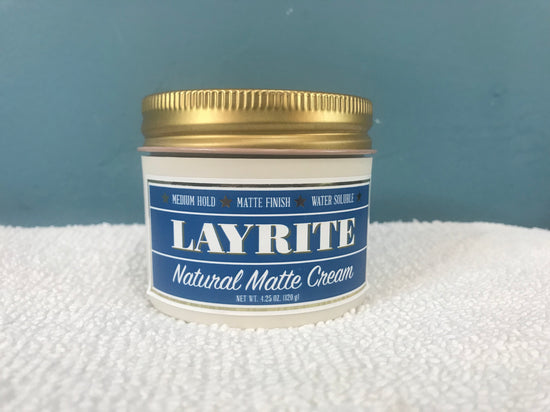 MEDIUM HOLD ★ MATTE FINISH ★ WATER SOLUBLE
LAYRITE
Natural Matte Cream
NET WT. 4.25 OZ. (120 g)